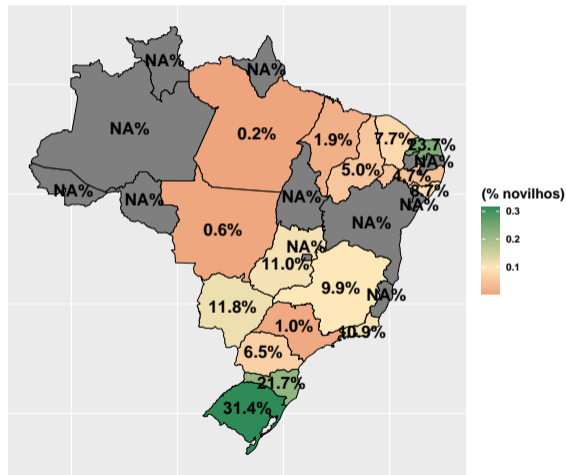 NA%
NA%
NA%
0.2%
1.9%
7.7%
23.7%
NA%
5.0%
4.7%
8.7%
NA%
NA%
NA%
NA%
NA%
0.6%
NA%
11.0%
9.9%
NA%
11.8%
1.0%
10.9%
6.5%
21.7%
31.4%
(% novilhos)
0.3
0.2
0.1